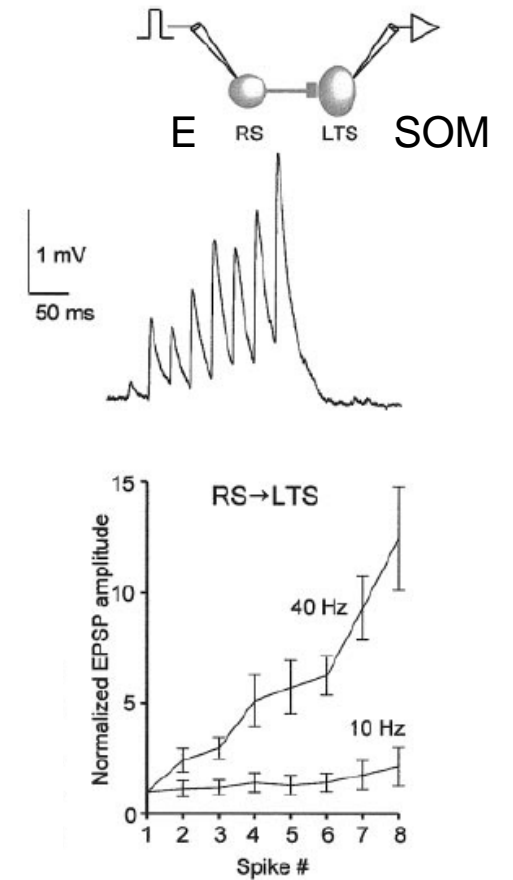 E RS LTS SOM
1 mV
50 ms
15
RS→LTS
Normalized EPSP amplitude
10
40 Hz
5
10 Hz
0
1 2 3 4 5 6 7 8
Spike #